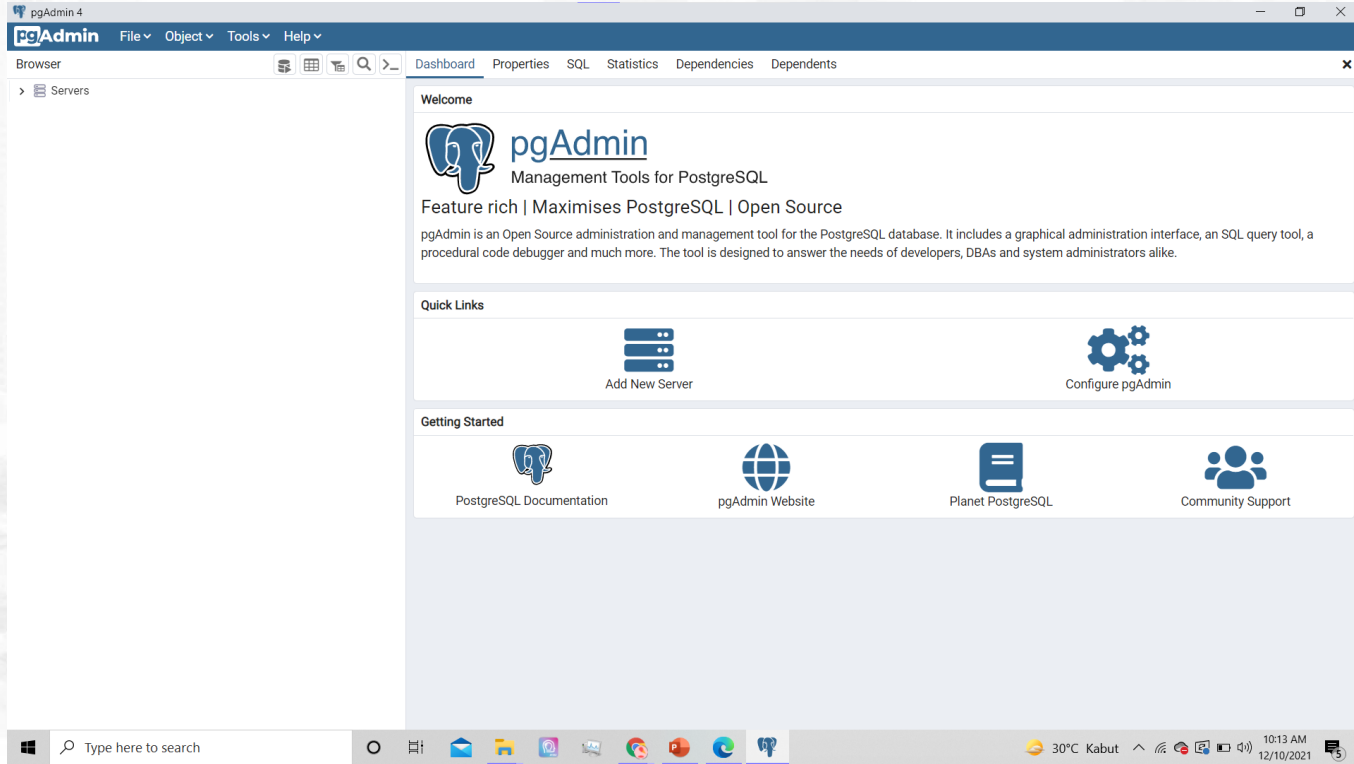 pgAdmin 4
pgAdmin File Object Tools Help
Browser
Dashboard Properties SQL Statistics Dependencies Dependents
Servers
Welcome
pgAdmin
Management Tools for PostgreSQL
Feature rich | Maximises PostgreSQL | Open Source
pgAdmin is an Open Source administration and management tool for the PostgreSQL database. It includes a graphical administration interface, an SQL query tool, a
procedural code debugger and much more. The tool is designed to answer the needs of developers, DBAs and system administrators alike.
Quick Links
Add New Server
Configure pgAdmin
Getting Started
PostgreSQL Documentation
pgAdmin Website
Planet PostgreSQL
Community Support
Type here to search
30°C Kabut
10:13 AM
12/10/2021
5